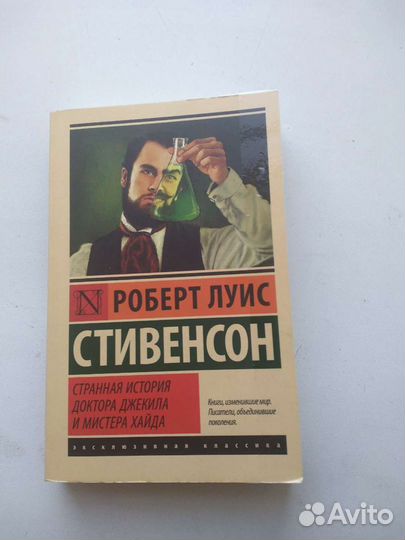 N
РОБЕРТ ЛУИС
СТИВЕНСОН
СТРАННАЯ ИСТОРИЯ
ДОКТОРА ДЖЕКИЛА
И МИСТЕРА ХАЙДА
Книги, изменившие мир.
Писатели, объединившие
поколения.
эксклюзивная классика
Avito